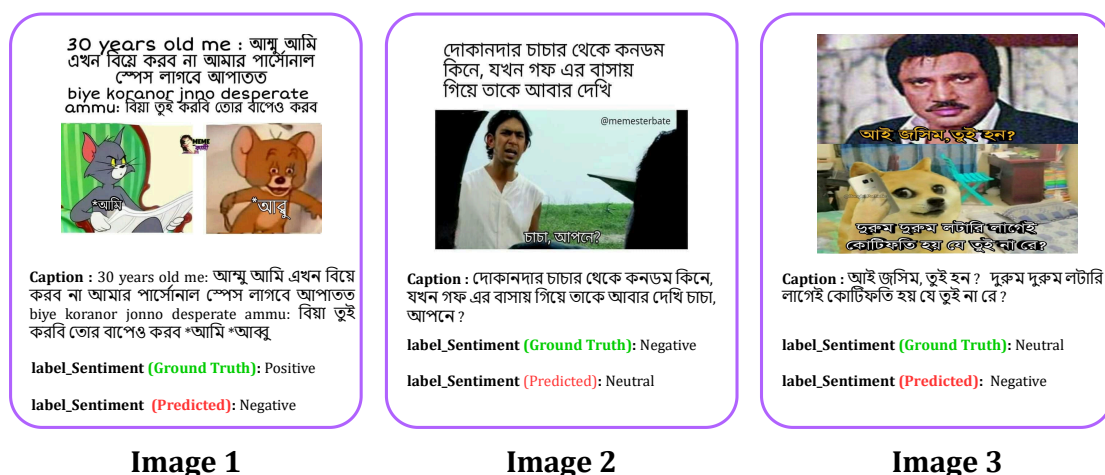 30 years old me : আম্মু আমি
এখন বিয়ে করব না আমার পার্সোনাল
স্পেস লাগবে আপাতত
biye koranor jnno desperate
ammu: বিয়া তুই করবি তোর বাপেও করব
*আমি
*আব্বু
Caption : 30 years old me: আম্মু আমি এখন বিয়ে
করব না আমার পার্সোনাল স্পেস লাগবে আপাতত
biye koranor jonno desperate ammu: বিয়া তুই
করবি তোর বাপেও করব *আমি *আব্বু
label_Sentiment (Ground Truth): Positive
label_Sentiment (Predicted): Negative
Image 1
দোকানদার চাচার থেকে কনডম
কিনে, যখন গফ এর বাসায়
গিয়ে তাকে আবার দেখি
@memesterbate
চাচা, আপনে?
Caption : দোকানদার চাচার থেকে কনডম কিনে,
যখন গফ এর বাসায় গিয়ে তাকে আবার দেখি চাচা,
আপনে ?
label_Sentiment (Ground Truth): Negative
label_Sentiment (Predicted): Neutral
Image 2
আই জসিম, তুই হন?
দুরুম দুরুম লটারি লাগেই
কোটিফতি হয় যে তুই না রে?
Caption : আই জসিম, তুই হন ? দুরুম দুরুম লটারি
লাগেই কোটিফতি হয় যে তুই না রে ?
label_Sentiment (Ground Truth): Neutral
label_Sentiment (Predicted): Negative
Image 3